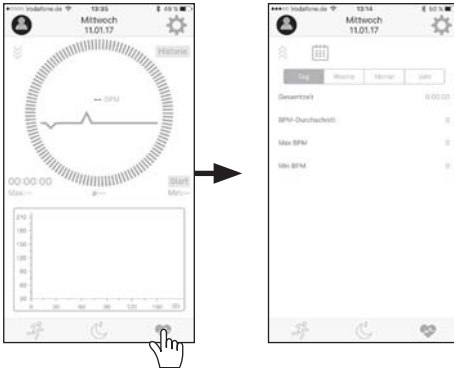 vodafone.de 13:35 49 %
Mittwoch
11.01.17
Historie
-- BPM
00:00:00
Start
Max:--
ø--
Min:--
210
180
150
120
90
60
30
0 30 60 90 120 150 180
vodafone.de 13:14 50 %
Mittwoch
11.01.17
Tag Woche Monat Jahr
Gesamtzeit 0:00:00
BPM-Durchschnitt 0
Max BPM 0
Min BPM 0